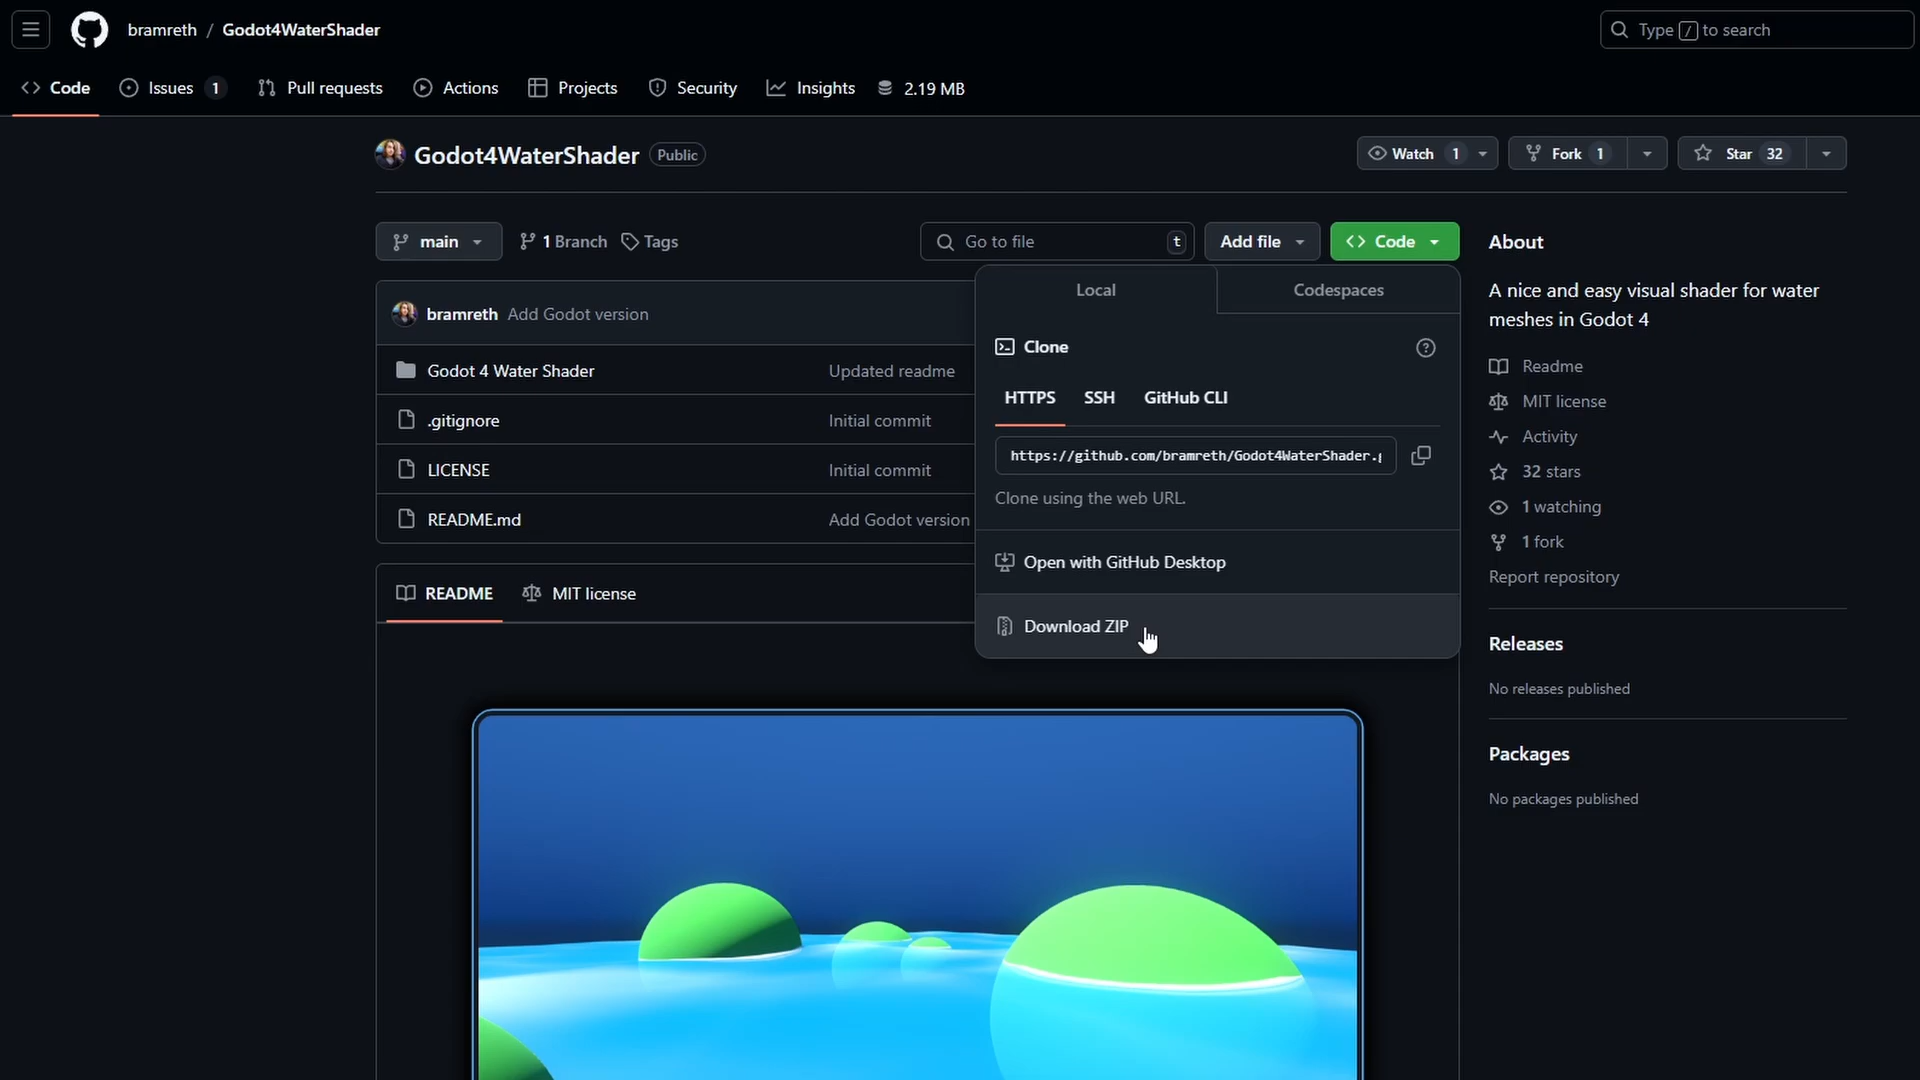 bramreth / Godot4WaterShader
Type / to search
Code Issues 1 Pull requests Actions Projects Security Insights 2.19 MB
Godot4WaterShader Public
Watch 1 Fork 1 Star 32
main 1 Branch Tags
Go to file t Add file Code
bramreth Add Godot version
Godot 4 Water Shader Updated readme
.gitignore Initial commit
LICENSE Initial commit
README.md Add Godot version
README MIT license
Local Codespaces
Clone
HTTPS SSH GitHub CLI
https://github.com/bramreth/Godot4WaterShader.
Clone using the web URL.
Open with GitHub Desktop
Download ZIP
About
A nice and easy visual shader for water
meshes in Godot 4
Readme
MIT license
Activity
32 stars
1 watching
1 fork
Report repository
Releases
No releases published
Packages
No packages published